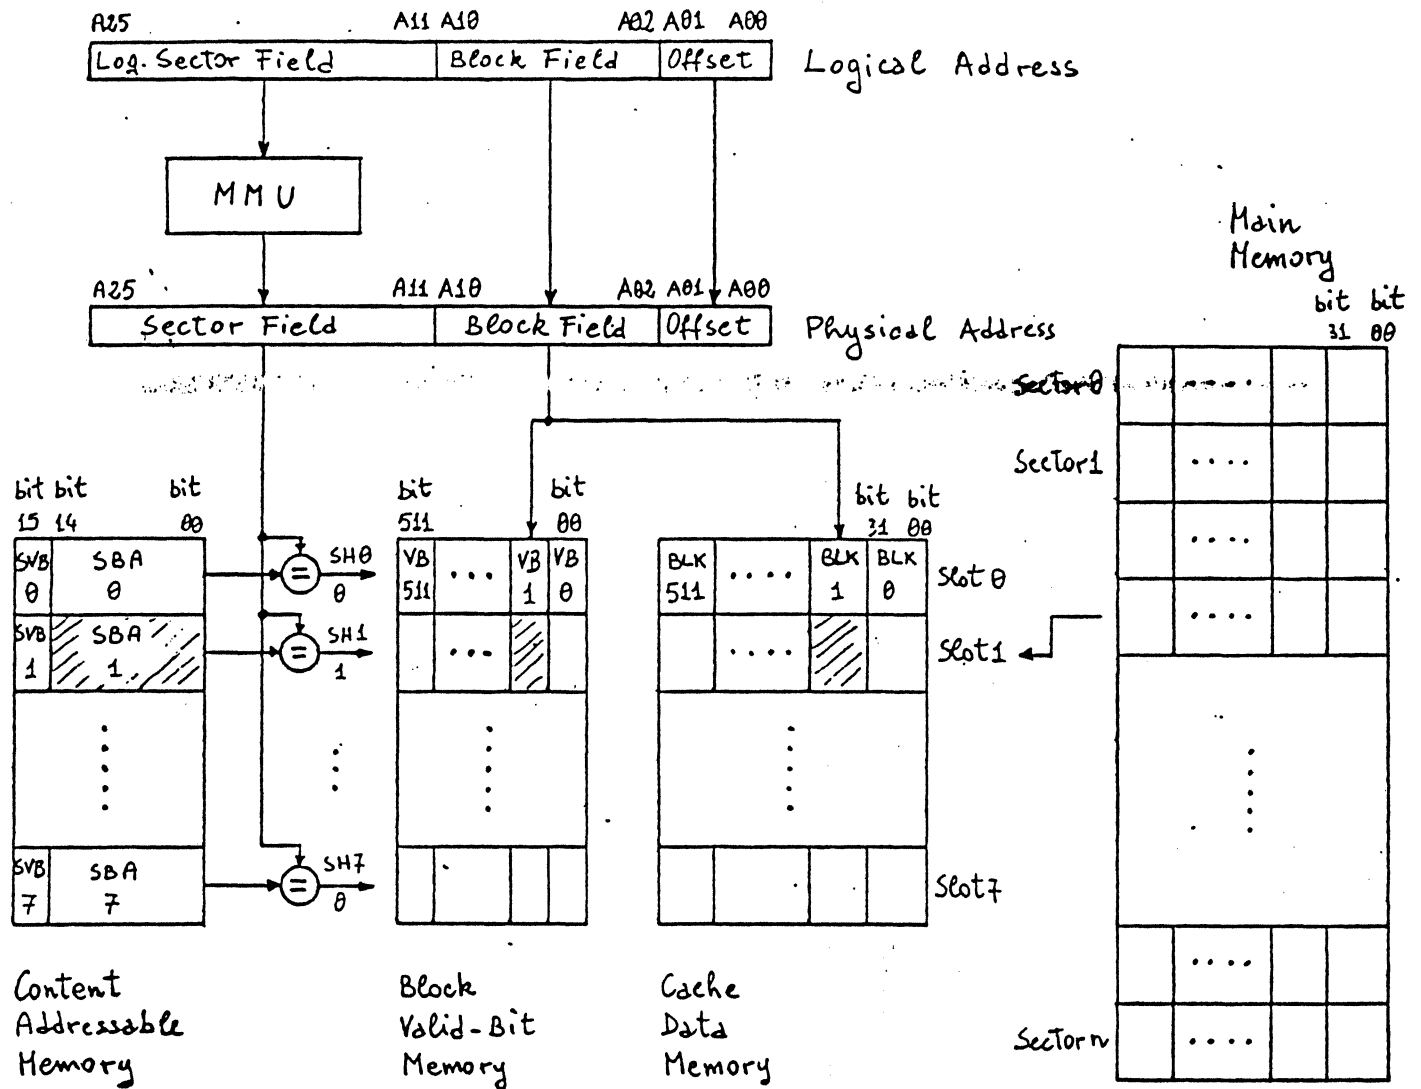 A25 A11 A10 A02 A01 A00
Log. Sector Field Block Field Offset Logical Address
MMU
Main
Memory
A25 A11 A10 A02 A01 A00
bit bit
31 00
Sector Field Block Field Offset Physical Address
Sector0
Sector1
bit bit bit
15 14 00
bit bit
511 00
bit bit
31 00
SVB SBA
0 0
= SH0
0
VB VB VB
511 .... 1 0
BLK BLK BLK
511 .... 1 0
Slot 0
SVB SBA
1 1
= SH1
1
Slot1
SVB SBA
7 7
= SH7
0
Slot7
Content
Addressable
Memory
Block
Valid-Bit
Memory
Cache
Data
Memory
Sector n